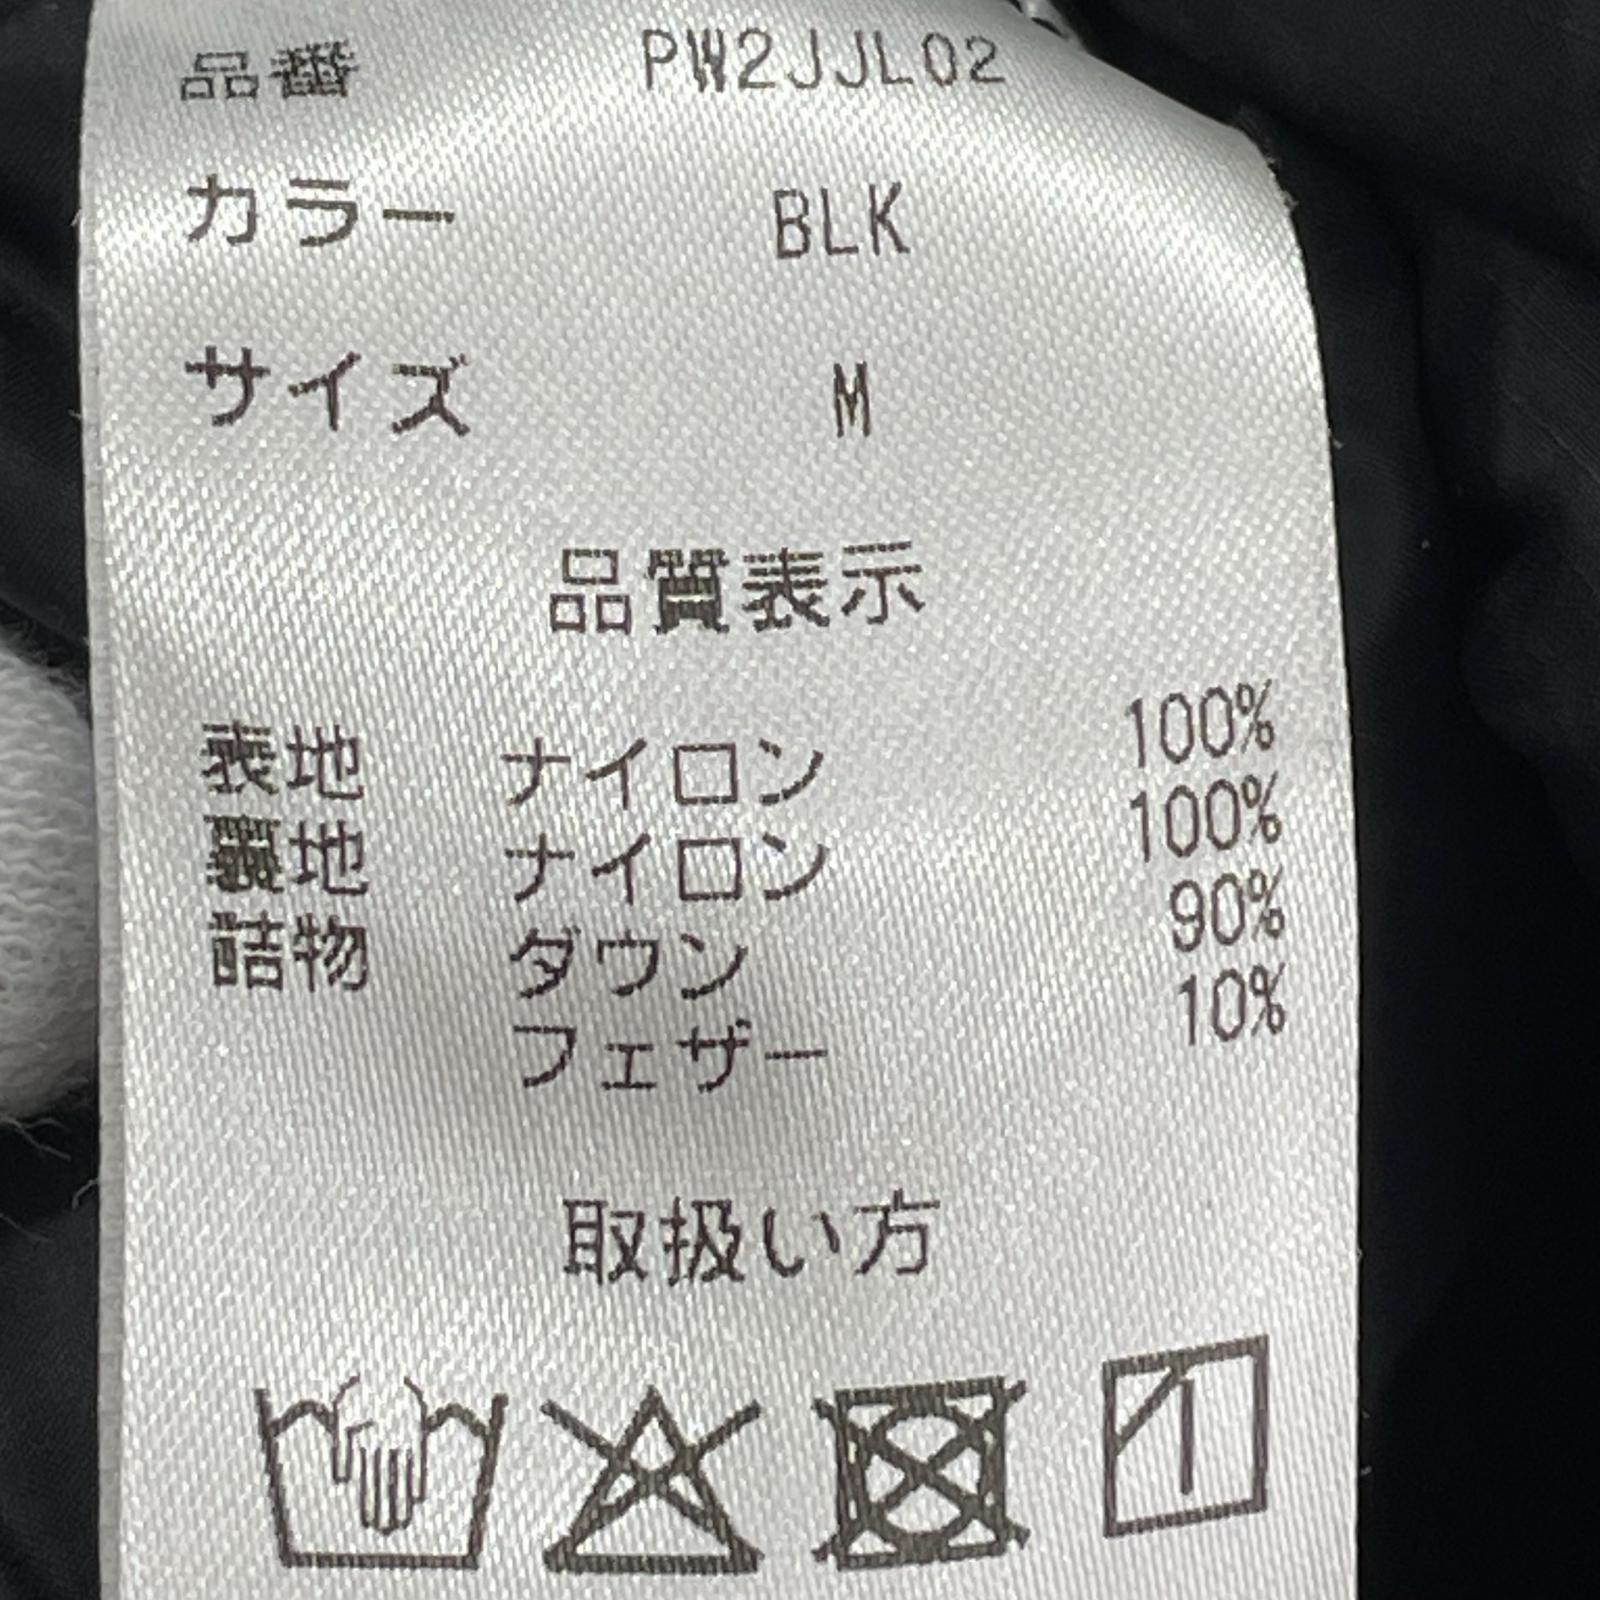 品番 PW2JJL02
カラー BLK
サイズ M
品質表示
表地 ナイロン 100%
裏地 ナイロン 100%
詰物 ダウン 90%
フェザー 10%
取扱い方